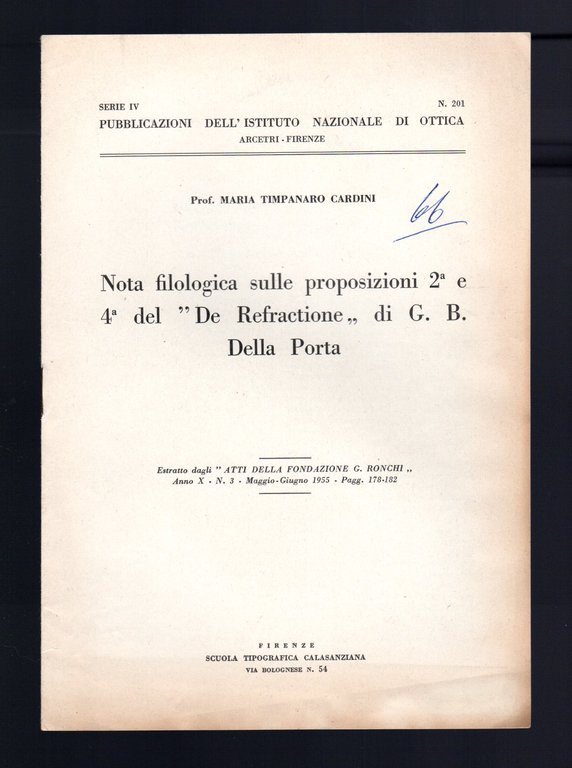 SERIE IV N. 201
PUBBLICAZIONI DELL'ISTITUTO NAZIONALE DI OTTICA
ARCETRI - FIRENZE
Prof. MARIA TIMPANARO CARDINI
66
Nota filologica sulle proposizioni 2ª e
4ª del " De Refractione „ di G. B.
Della Porta
Estratto dagli " ATTI DELLA FONDAZIONE G. RONCHI „
Anno X - N. 3 - Maggio-Giugno 1955 - Pagg. 178-182
FIRENZE
SCUOLA TIPOGRAFICA CALASANZIANA
VIA BOLOGNESE N. 54